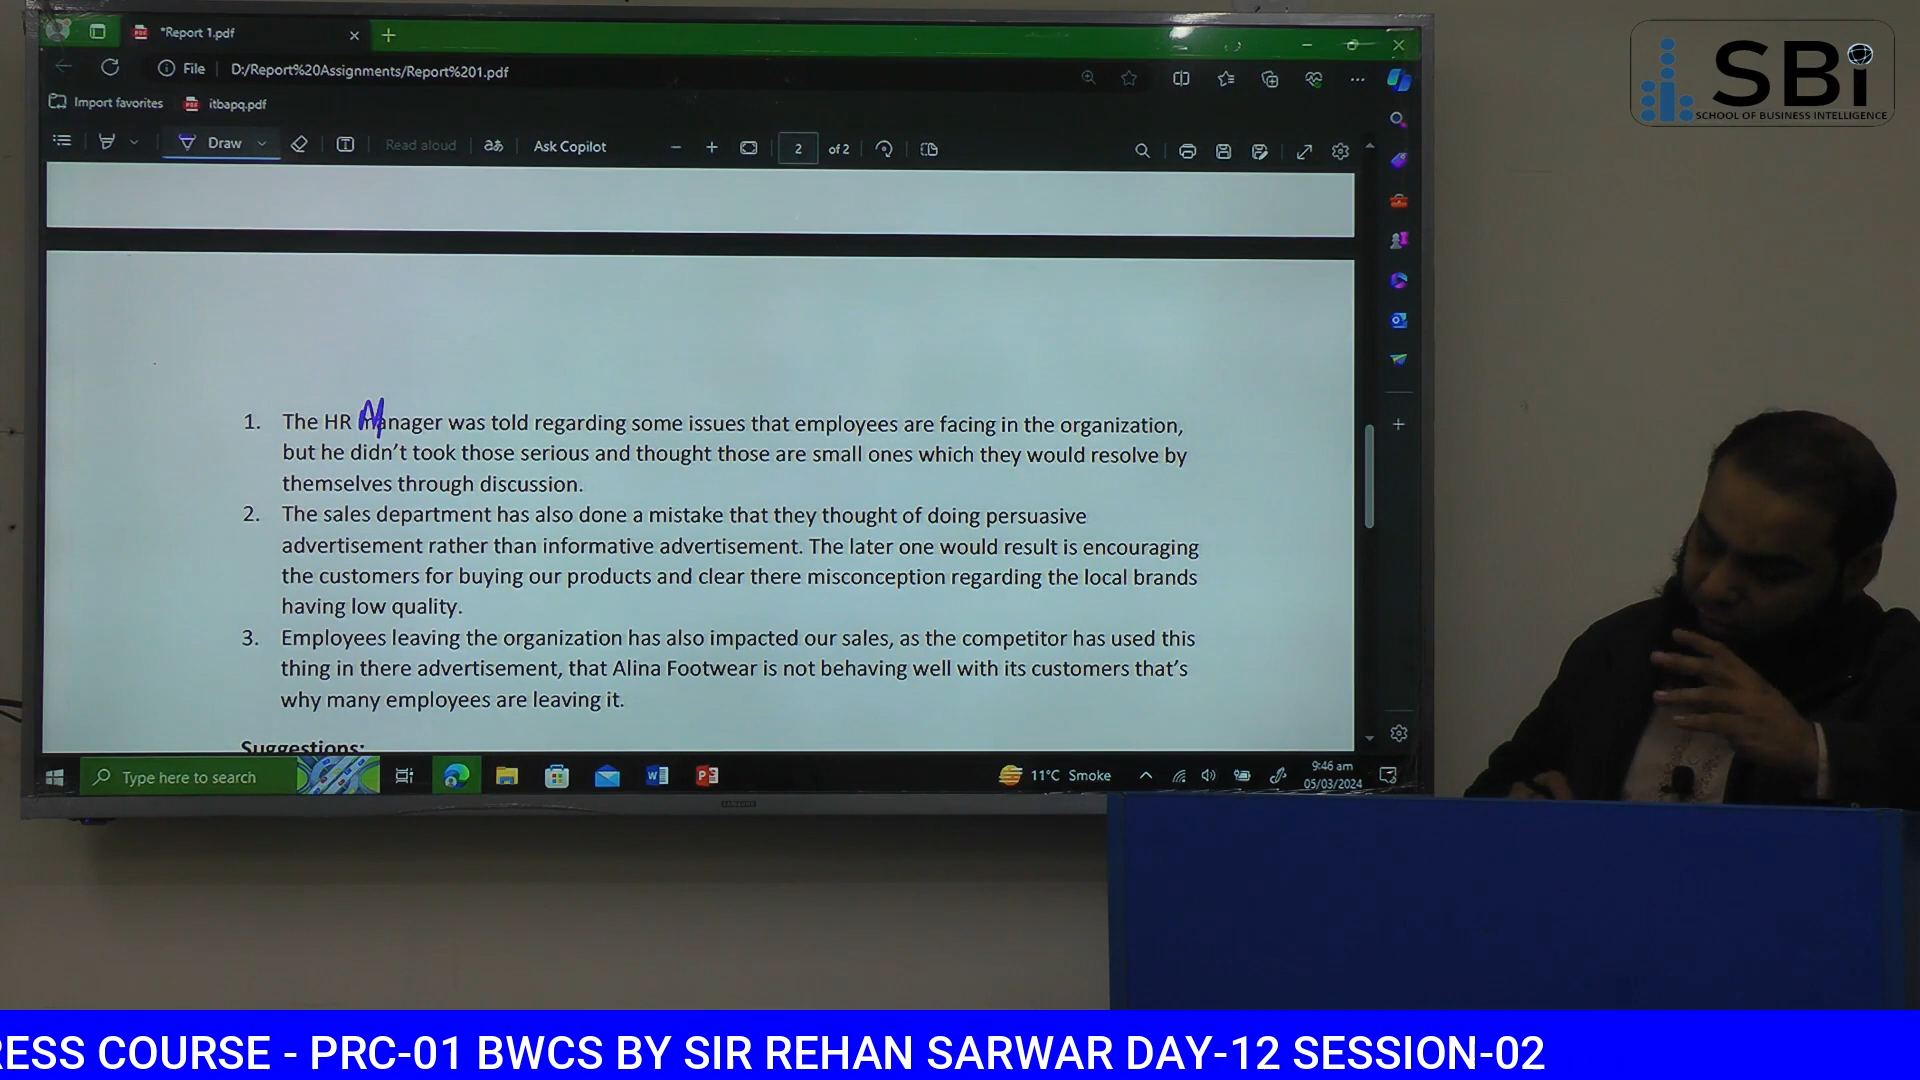 *Report 1.pdf
File D:/Report%20Assignments/Report%201.pdf
Import favorites itbapq.pdf
Draw Read aloud aあ Ask Copilot 2 of 2
SBi
SCHOOL OF BUSINESS INTELLIGENCE
1. The HR Manager was told regarding some issues that employees are facing in the organization,
but he didn't took those serious and thought those are small ones which they would resolve by
themselves through discussion.
2. The sales department has also done a mistake that they thought of doing persuasive
advertisement rather than informative advertisement. The later one would result is encouraging
the customers for buying our products and clear there misconception regarding the local brands
having low quality.
3. Employees leaving the organization has also impacted our sales, as the competitor has used this
thing in there advertisement, that Alina Footwear is not behaving well with its customers that's
why many employees are leaving it.
Suggestions:
Type here to search 11°C Smoke 9:46 am
05/03/2024
SAMSUNG
RESS COURSE - PRC-01 BWCS BY SIR REHAN SARWAR DAY-12 SESSION-02